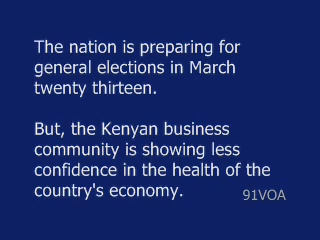 The nation is preparing for
general elections in March
twenty thirteen.
But, the Kenyan business
community is showing less
confidence in the health of the
country's economy.
91VOA